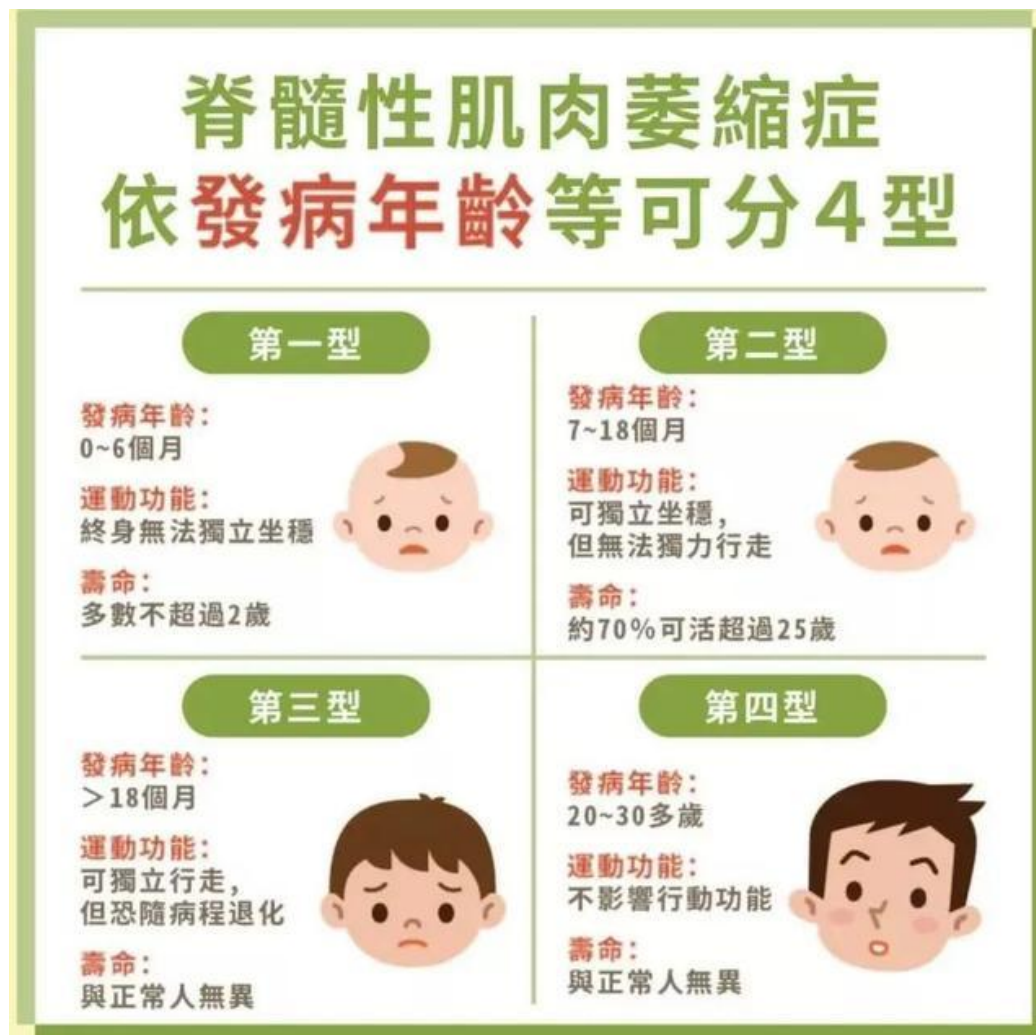 脊髓性肌肉萎縮症
依發病年齡等可分4型
第一型
發病年齡：
0~6個月
運動功能：
終身無法獨立坐穩
壽命：
多數不超過2歲
第二型
發病年齡：
7~18個月
運動功能：
可獨立坐穩，
但無法獨力行走
壽命：
約70%可活超過25歲
第三型
發病年齡：
＞18個月
運動功能：
可獨立行走，
但恐隨病程退化
壽命：
與正常人無異
第四型
發病年齡：
20~30多歲
運動功能：
不影響行動功能
壽命：
與正常人無異